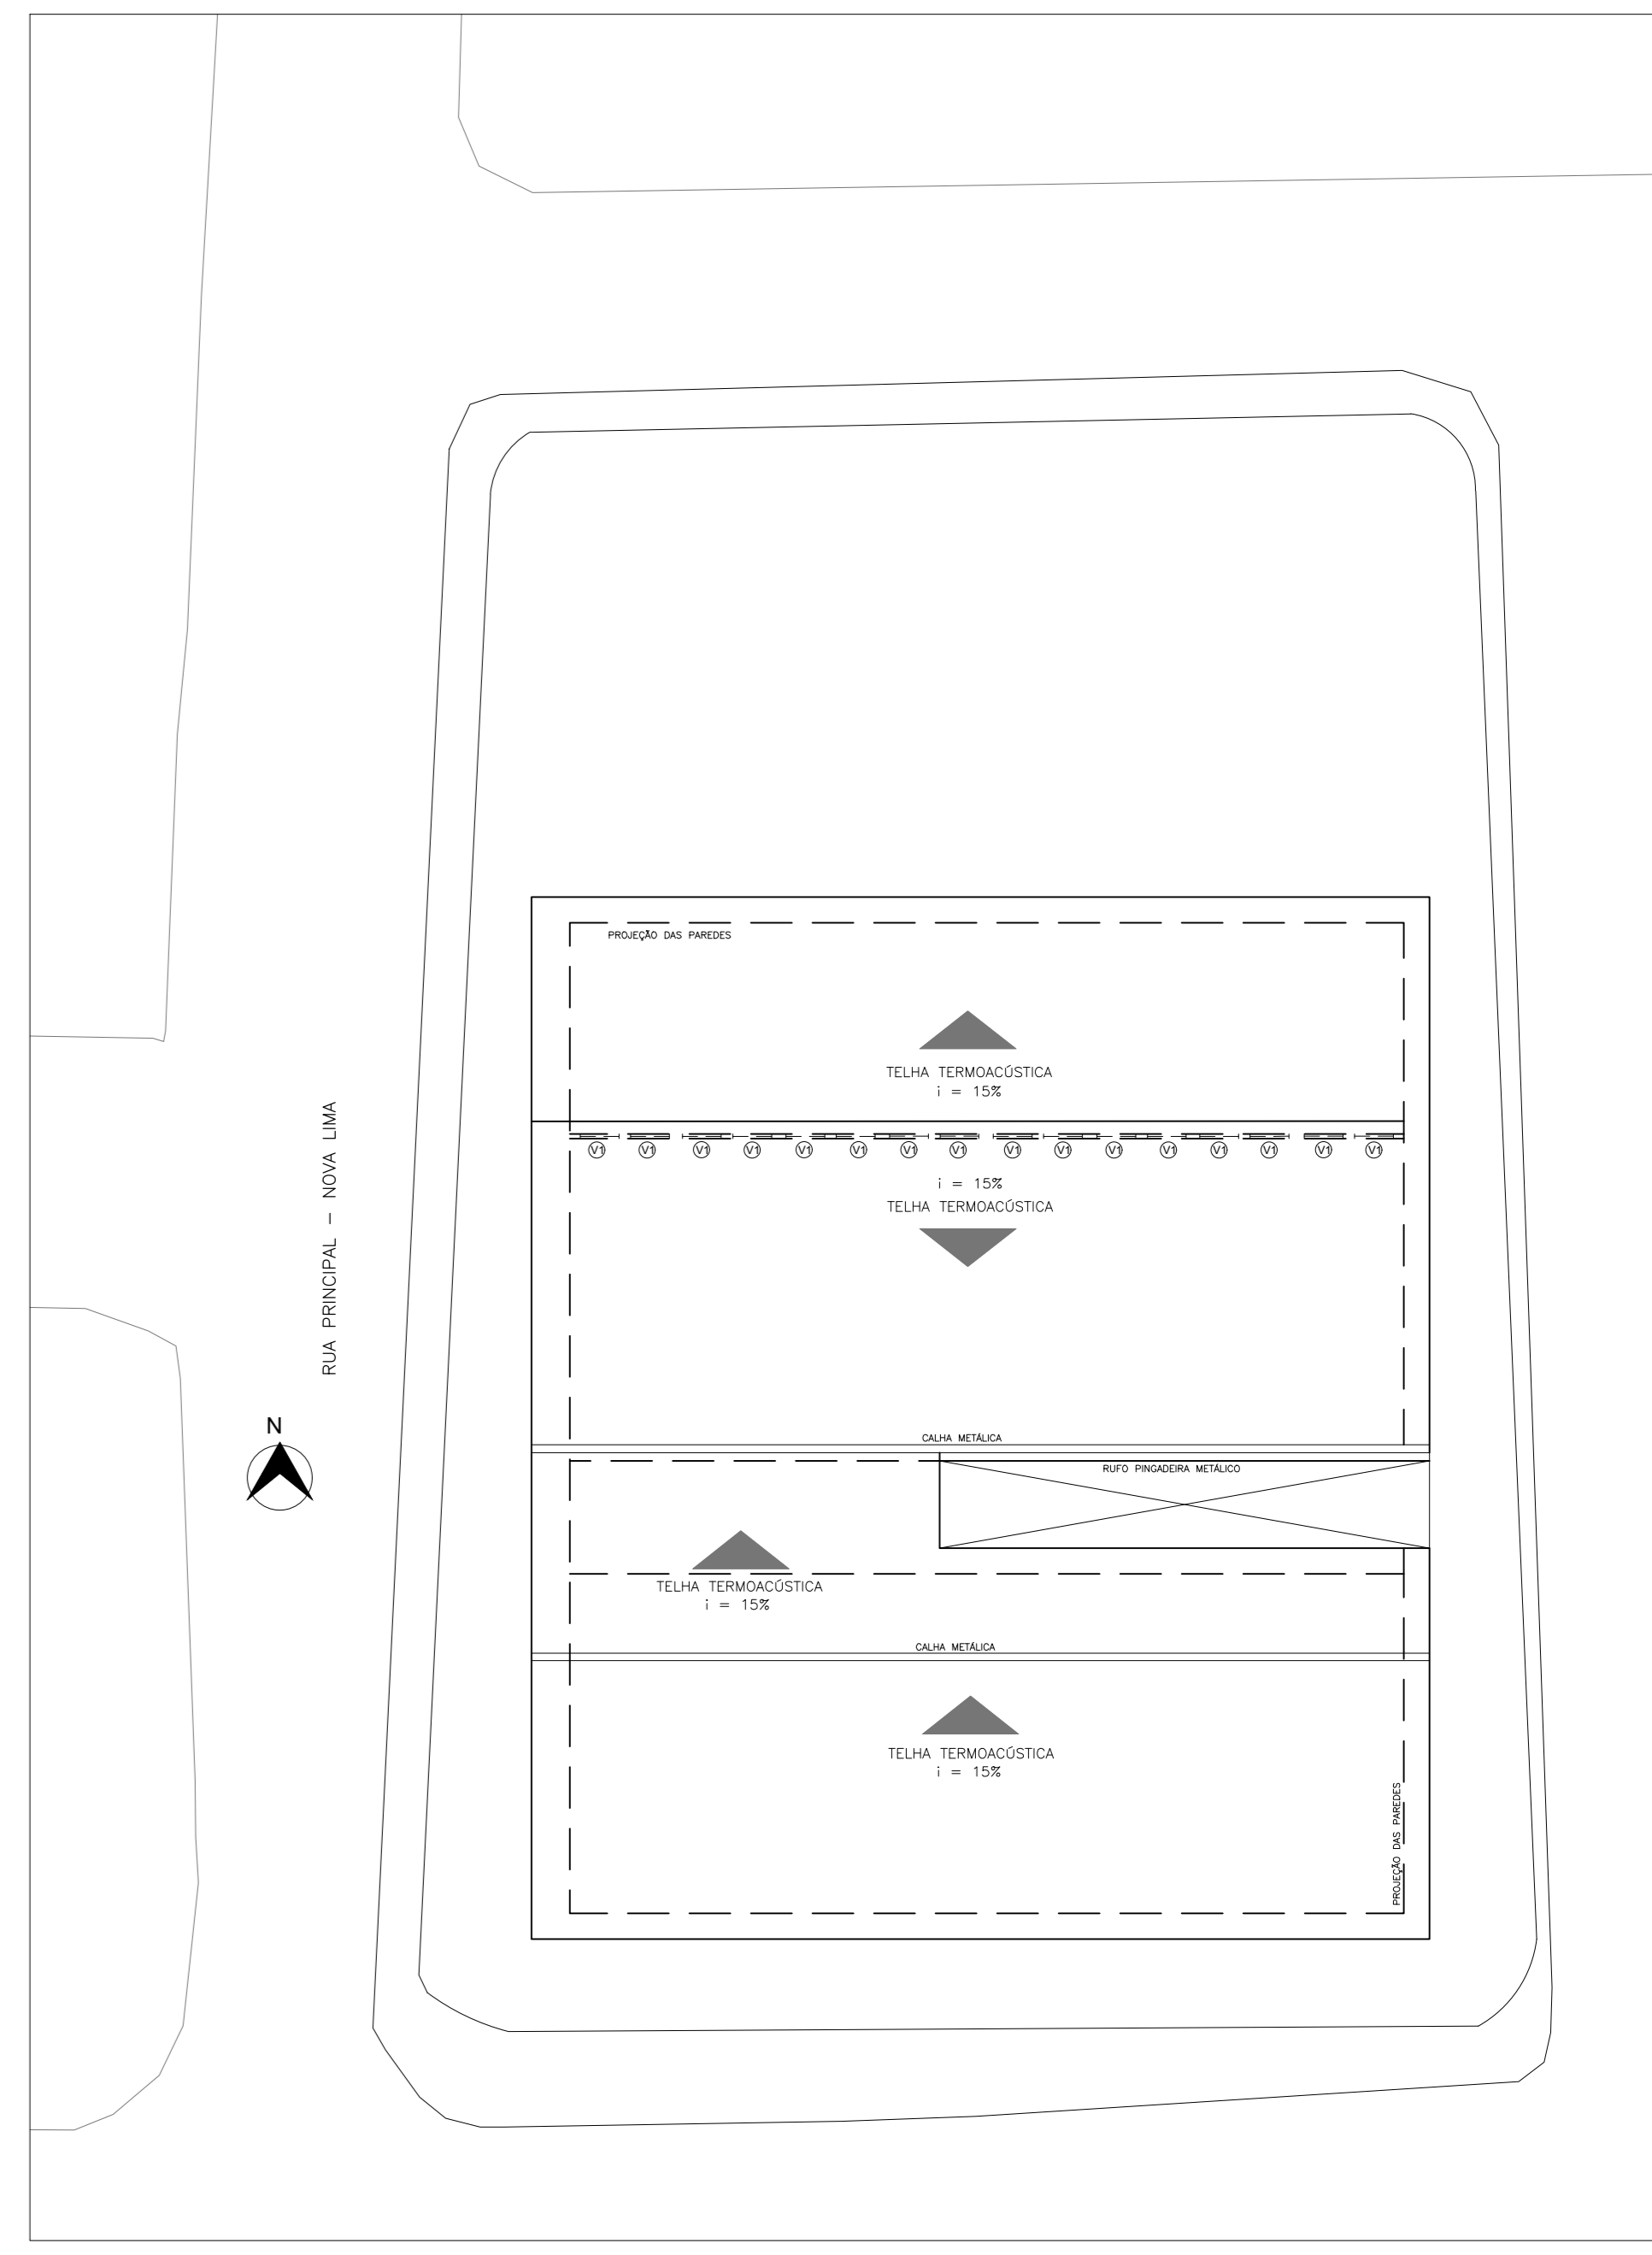 PROJEÇÃO DAS PAREDES
TELHA TERMOACÚSTICA
i = 15%
V1 V1 V1 V1 V1 V1 V1 V1 V1 V1 V1 V1 V1 V1 V1 V1
i = 15%
TELHA TERMOACÚSTICA
RUA PRINCIPAL – NOVA LIMA
N
CALHA METÁLICA
RUFO PINGADEIRA METÁLICO
TELHA TERMOACÚSTICA
i = 15%
CALHA METÁLICA
TELHA TERMOACÚSTICA
i = 15%
PROJEÇÃO DAS PAREDES